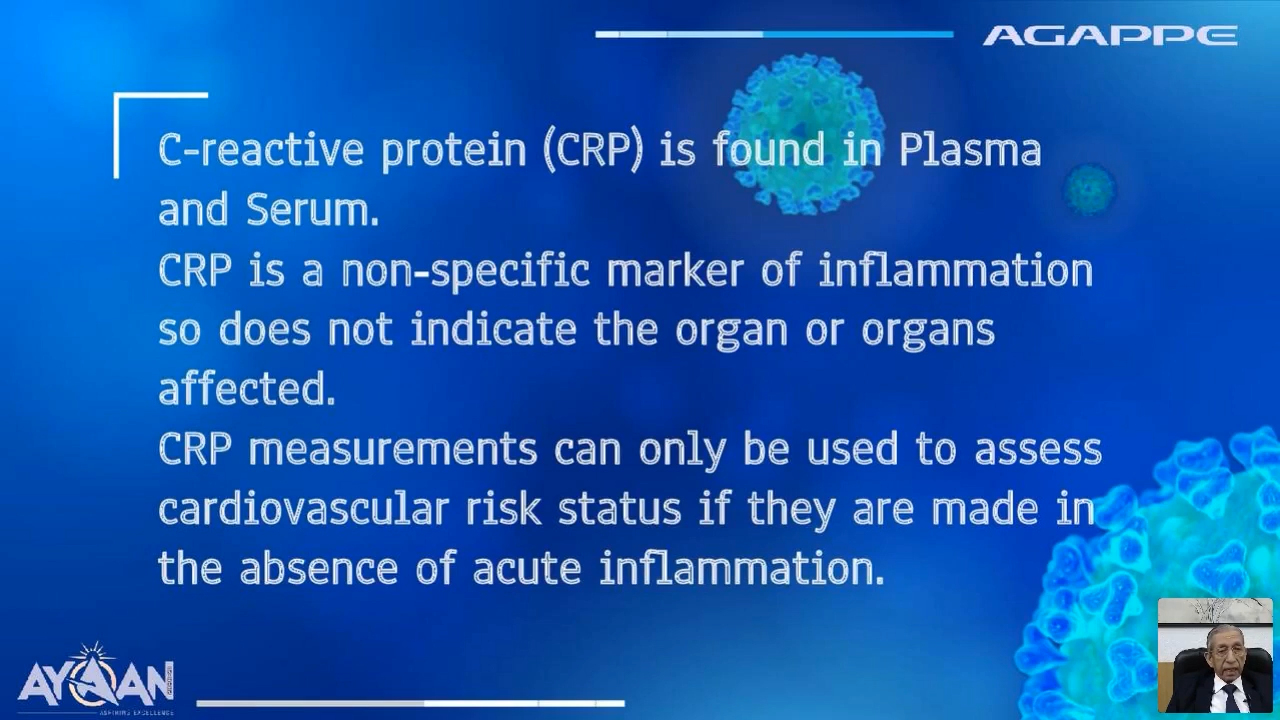 AGAPPE
C-reactive protein (CRP) is found in Plasma
and Serum.
CRP is a non-specific marker of inflammation
so does not indicate the organ or organs
affected.
CRP measurements can only be used to assess
cardiovascular risk status if they are made in
the absence of acute inflammation.
AYAAN
ASPIRING EXCELLENCE